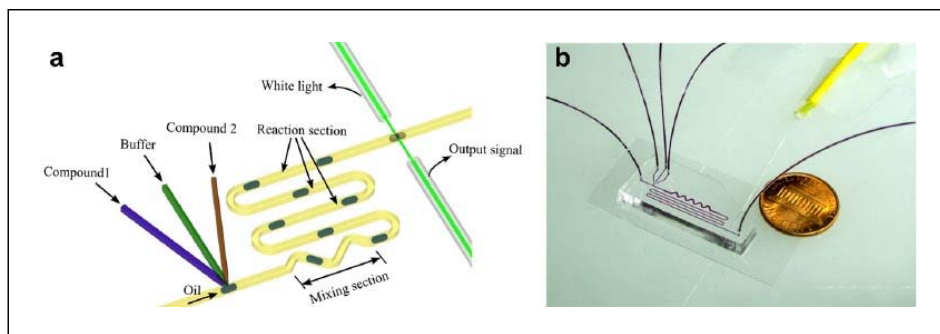 a
White light
Compound 2
Reaction section
Buffer
Compound1
Output signal
Oil
Mixing section
b